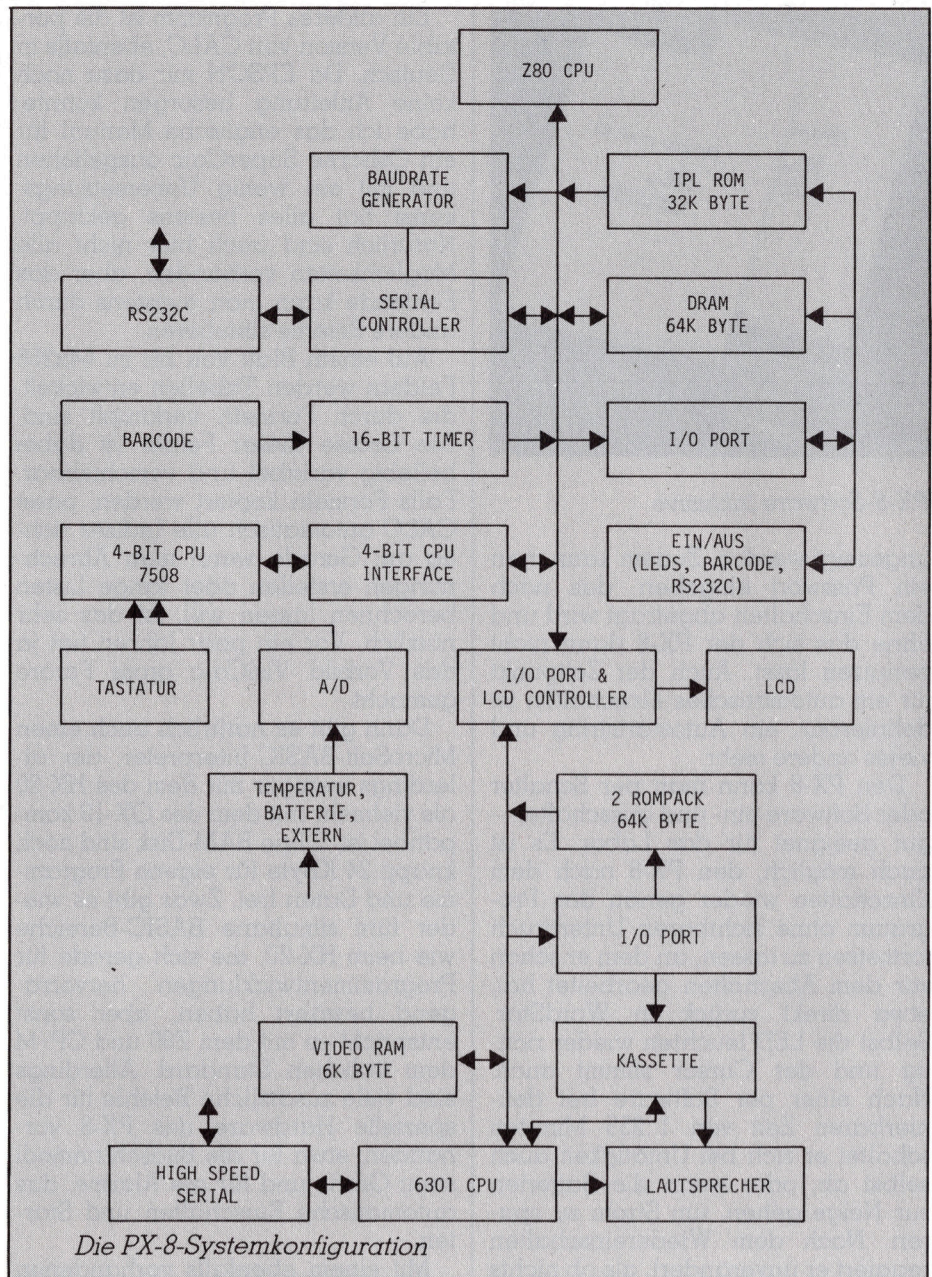 Z80 CPU
BAUDRATE
GENERATOR
IPL ROM
32K BYTE
RS232C
SERIAL
CONTROLLER
DRAM
64K BYTE
BARCODE
16-BIT TIMER
I/O PORT
4-BIT CPU
7508
4-BIT CPU
INTERFACE
EIN/AUS
(LEDS, BARCODE,
RS232C)
TASTATUR
A/D
I/O PORT &
LCD CONTROLLER
LCD
TEMPERATUR,
BATTERIE,
EXTERN
2 ROMPACK
64K BYTE
I/O PORT
VIDEO RAM
6K BYTE
KASSETTE
HIGH SPEED
SERIAL
6301 CPU
LAUTSPRECHER
Die PX-8-Systemkonfiguration